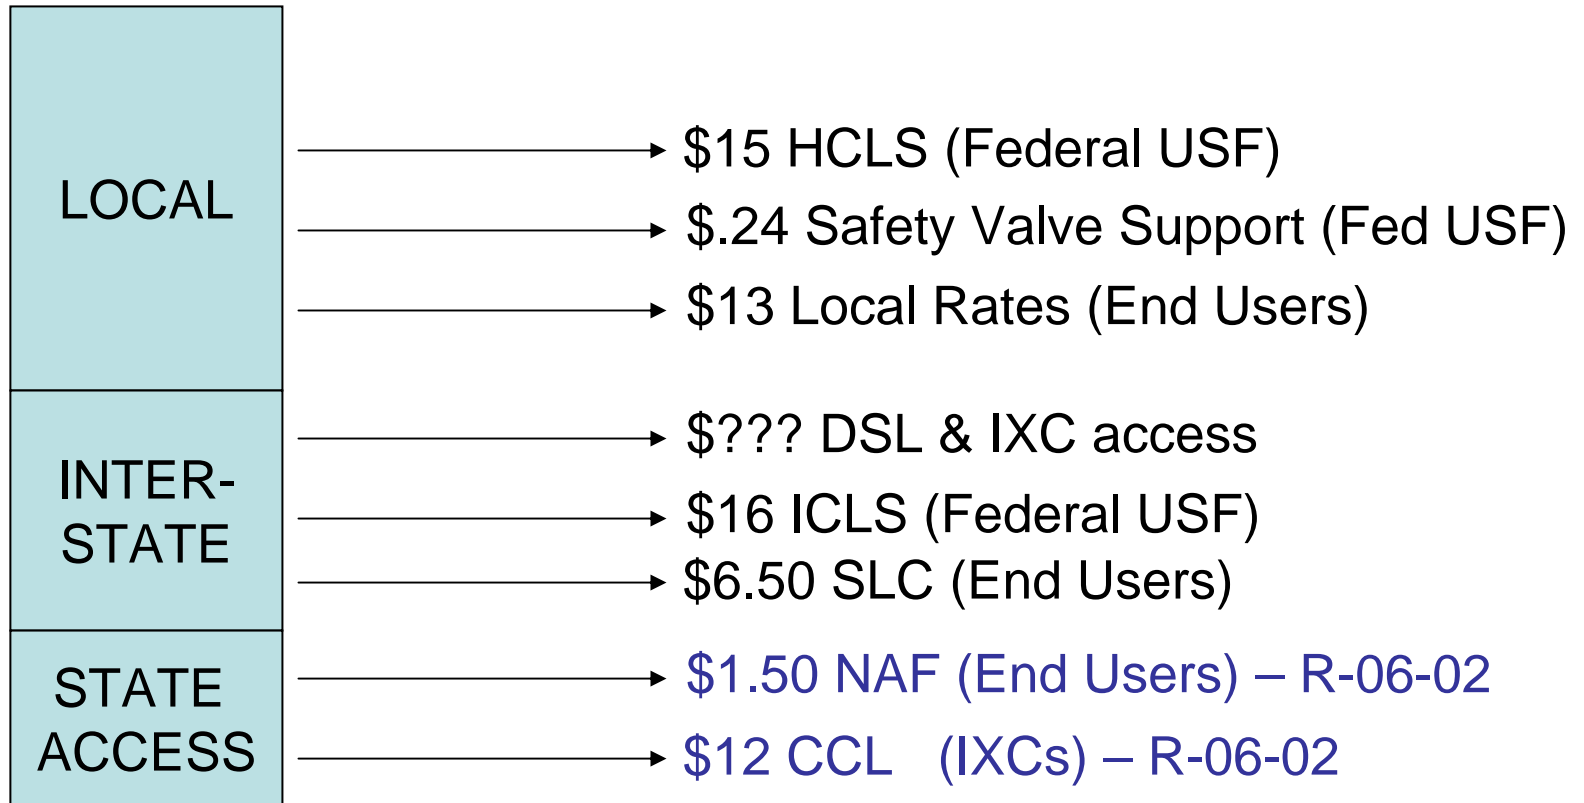 LOCAL
$15 HCLS (Federal USF)
$.24 Safety Valve Support (Fed USF)
$13 Local Rates (End Users)
INTER-
STATE
$??? DSL & IXC access
$16 ICLS (Federal USF)
$6.50 SLC (End Users)
STATE
ACCESS
$1.50 NAF (End Users) – R-06-02
$12 CCL (IXCs) – R-06-02